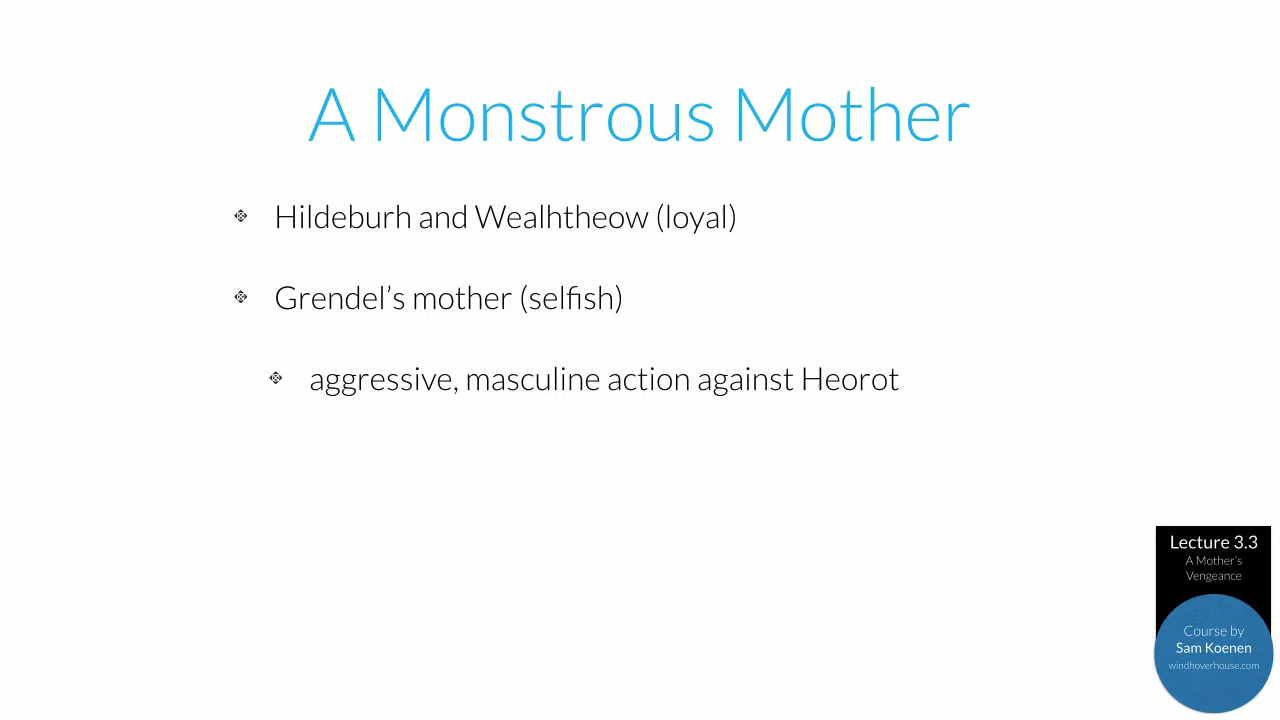 A Monstrous Mother
Hildeburh and Wealhtheow (loyal)
Grendel’s mother (selfish)
aggressive, masculine action against Heorot
Lecture 3.3
A Mother’s
Vengeance
Course by
Sam Koenen
windhoverhouse.com